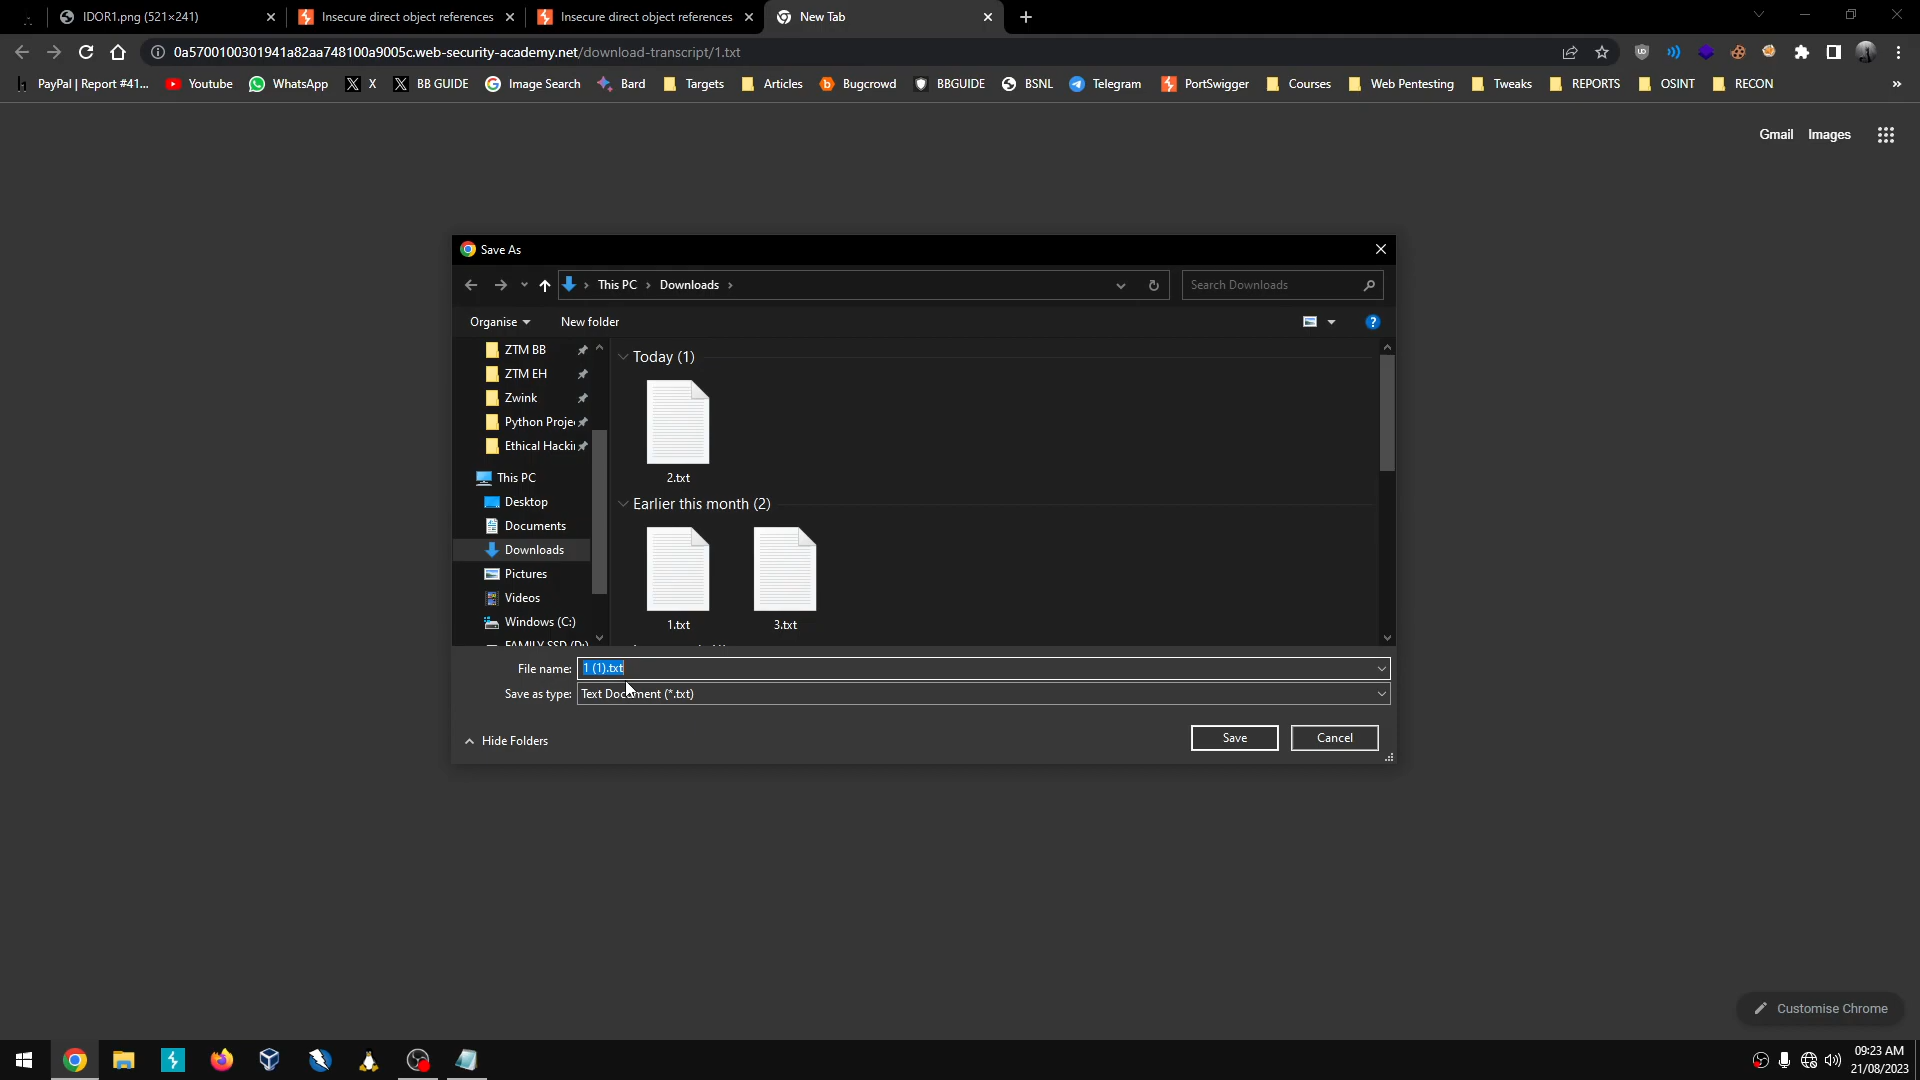 IDOR1.png (521×241)
Insecure direct object references
Insecure direct object references
New Tab
0a5700100301941a82aa748100a9005c.web-security-academy.net/download-transcript/1.txt
PayPal | Report #41...
Youtube
WhatsApp
X
BB GUIDE
Image Search
Bard
Targets
Articles
Bugcrowd
BBGUIDE
BSNL
Telegram
PortSwigger
Courses
Web Pentesting
Tweaks
REPORTS
OSINT
RECON
»
Gmail
Images
Save As
This PC
Downloads
Search Downloads
Organise
New folder
ZTM BB
ZTM EH
Zwink
Python Proje
Ethical Hacki
This PC
Desktop
Documents
Downloads
Pictures
Videos
Windows (C:)
FAMILY SSD (D:)
Today (1)
2.txt
Earlier this month (2)
1.txt
3.txt
File name:
1 (1).txt
Save as type:
Text Document (*.txt)
Hide Folders
Save
Cancel
Customise Chrome
09:23 AM
21/08/2023